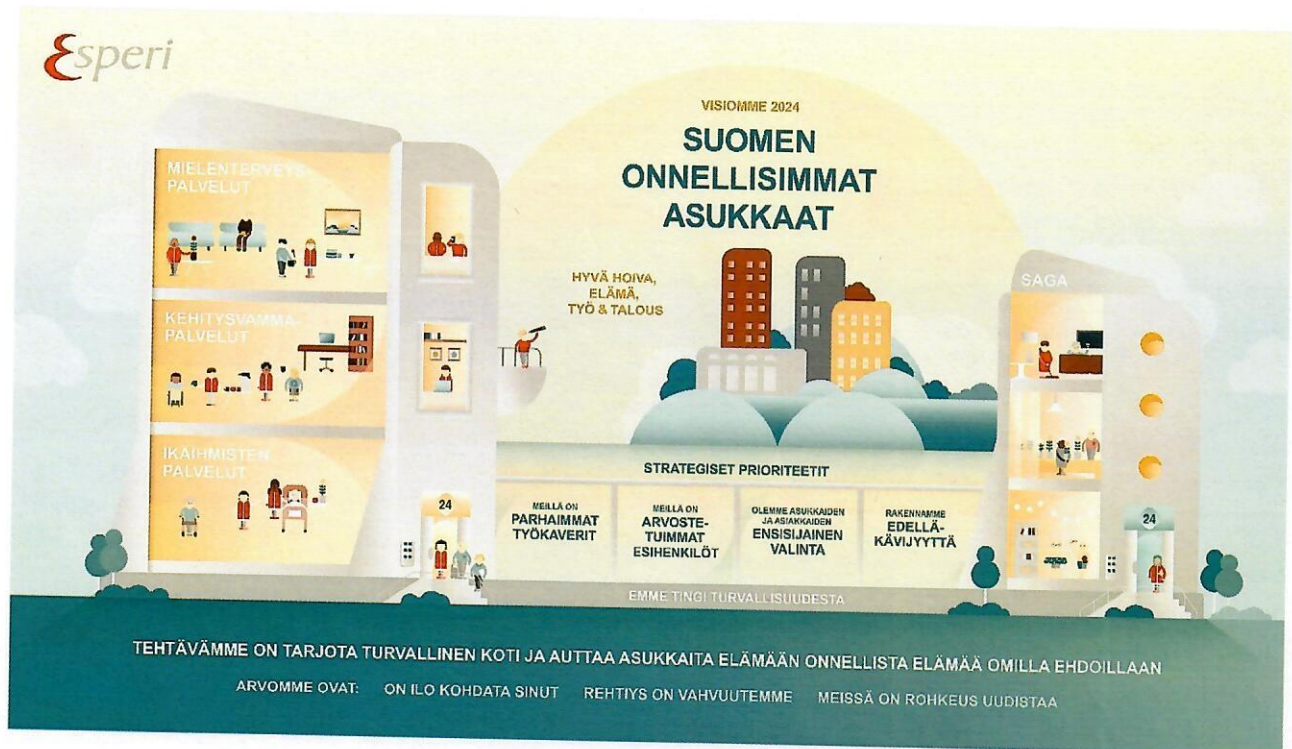 Esperi
VISIOMME 2024
SUOMEN
ONNELLISIMMAT
ASUKKAAT
HYVÄ HOIVA,
ELÄMÄ,
TYÖ & TALOUS
MIELENTERVEYS-
PALVELUT
KEHITYSVAMMA-
PALVELUT
IKÄIHMISTEN
PALVELUT
24
SAGA
24
STRATEGISET PRIORITEETIT
MEILLÄ ON
PARHAIMMAT
TYÖKAVERIT
MEILLÄ ON
ARVOSTE-
TUIMMAT
ESIHENKILÖT
OLEMME ASUKKAIDEN
JA ASIAKKAIDEN
ENSISIJAINEN
VALINTA
RAKENNAMME
EDELLÄ-
KÄVIJYYTTÄ
EMME TINGI TURVALLISUUDESTA
TEHTÄVÄMME ON TARJOTA TURVALLINEN KOTI JA AUTTAA ASUKKAITA ELÄMÄÄN ONNELLISTA ELÄMÄÄ OMILLA EHDOILLAAN
ARVOMME OVAT: ON ILO KOHDATA SINUT REHTIYS ON VAHVUUTEMME MEISSÄ ON ROHKEUS UUDISTAA